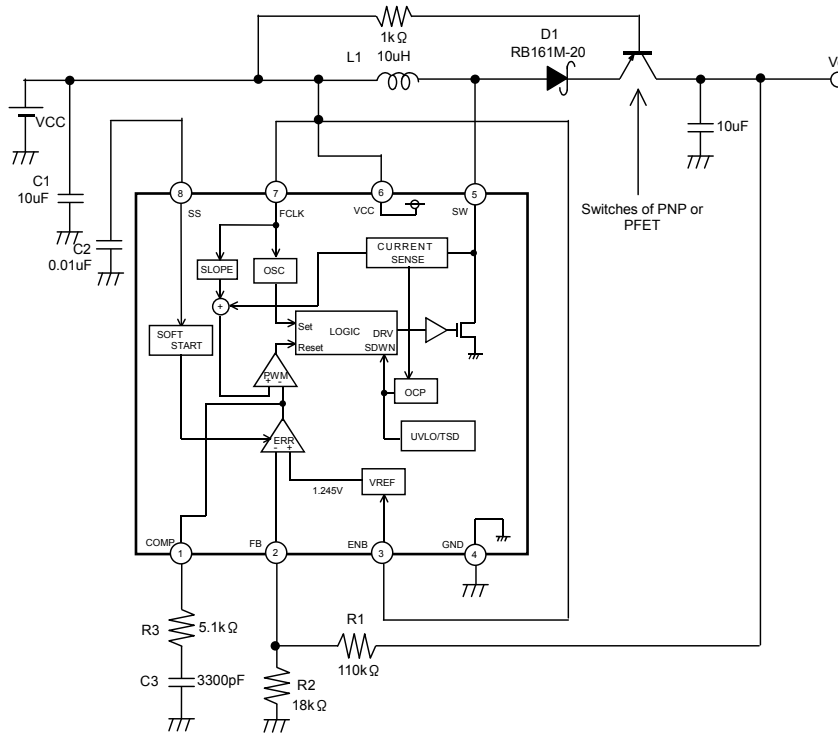 1kΩ
10uH
L1
D1
RB161M-20
VCC
C1
10uF
C2
0.01uF
10uF
Switches of PNP or
PFET
8
7
6
5
SS
FCLK
VCC
SW
SLOPE
OSC
CURRENT
SENSE
+
SOFT
START
Set
LOGIC
DRV
Reset
SDWN
PWM
+ -
OCP
ERR
- +
UVLO/TSD
1.245V
VREF
COMP
FB
ENB
GND
1
2
3
4
R3
5.1kΩ
C3
3300pF
R1
110kΩ
R2
18kΩ